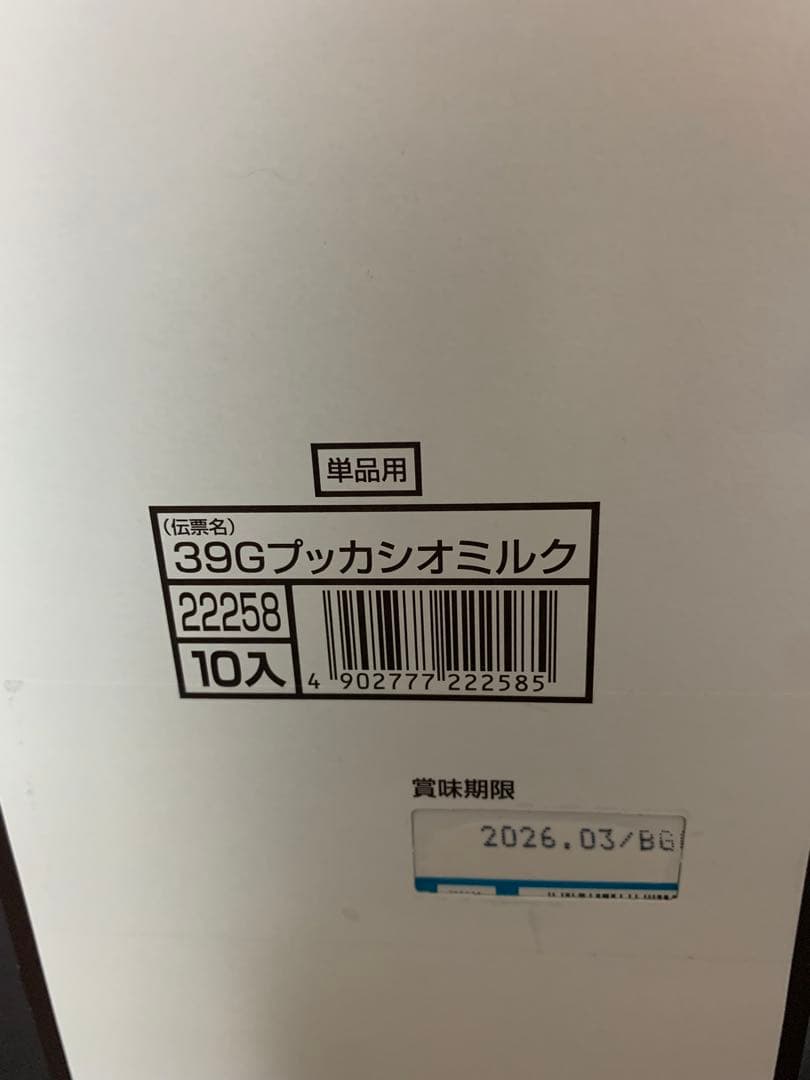 単品用
(伝票名)
39Gプッカシオミルク
22258
10入
4 902777 222585
賞味期限
2026.03/BG